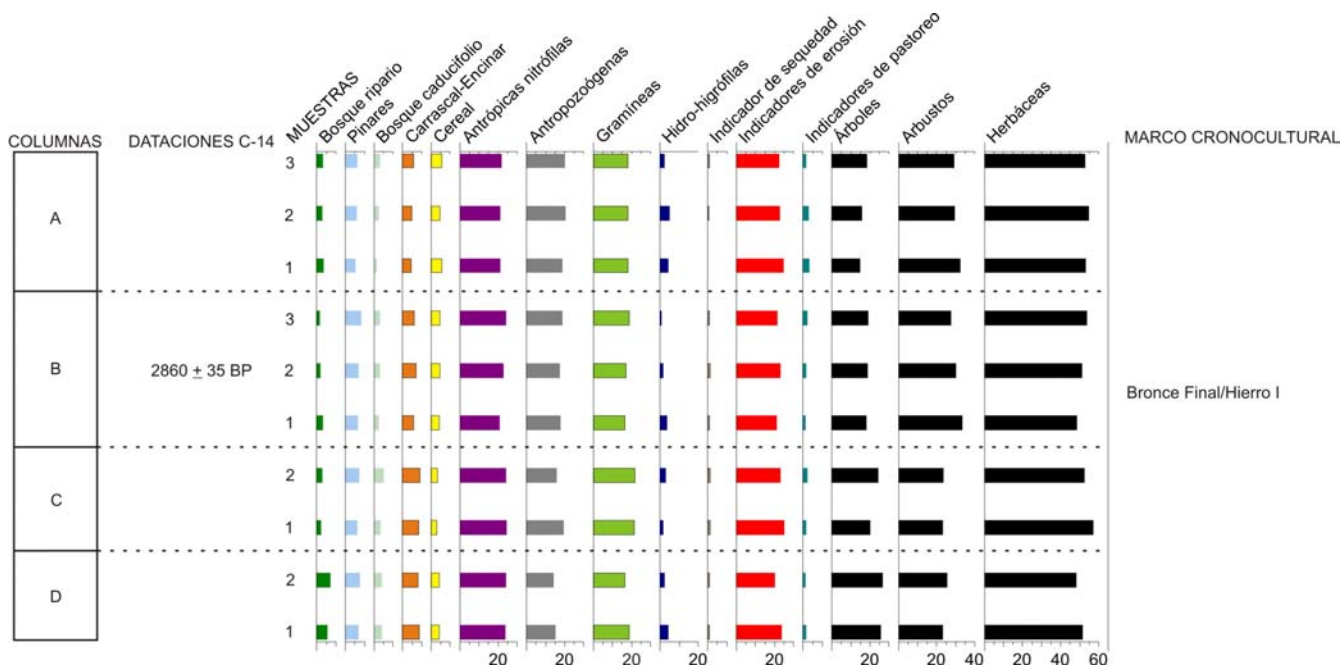 MUESTRAS
Bosque ripario
Pinares
Bosque caducifolio
Carrascal-Encinar
Cereal
Antrópicas nitrófilas
Antropozoógenas
Gramíneas
Hidro-higrófilas
Indicador de sequedad
Indicadores de erosión
Indicadores de pastoreo
Árboles
Arbustos
Herbáceas
COLUMNAS DATACIONES C-14 MARCO CRONOCULTURAL
3
A 2
1
3
B 2860 ± 35 BP 2
Bronce Final/Hierro I
1
2
C
1
2
D
1
20 20 20 20 20 20 40 20 40 60